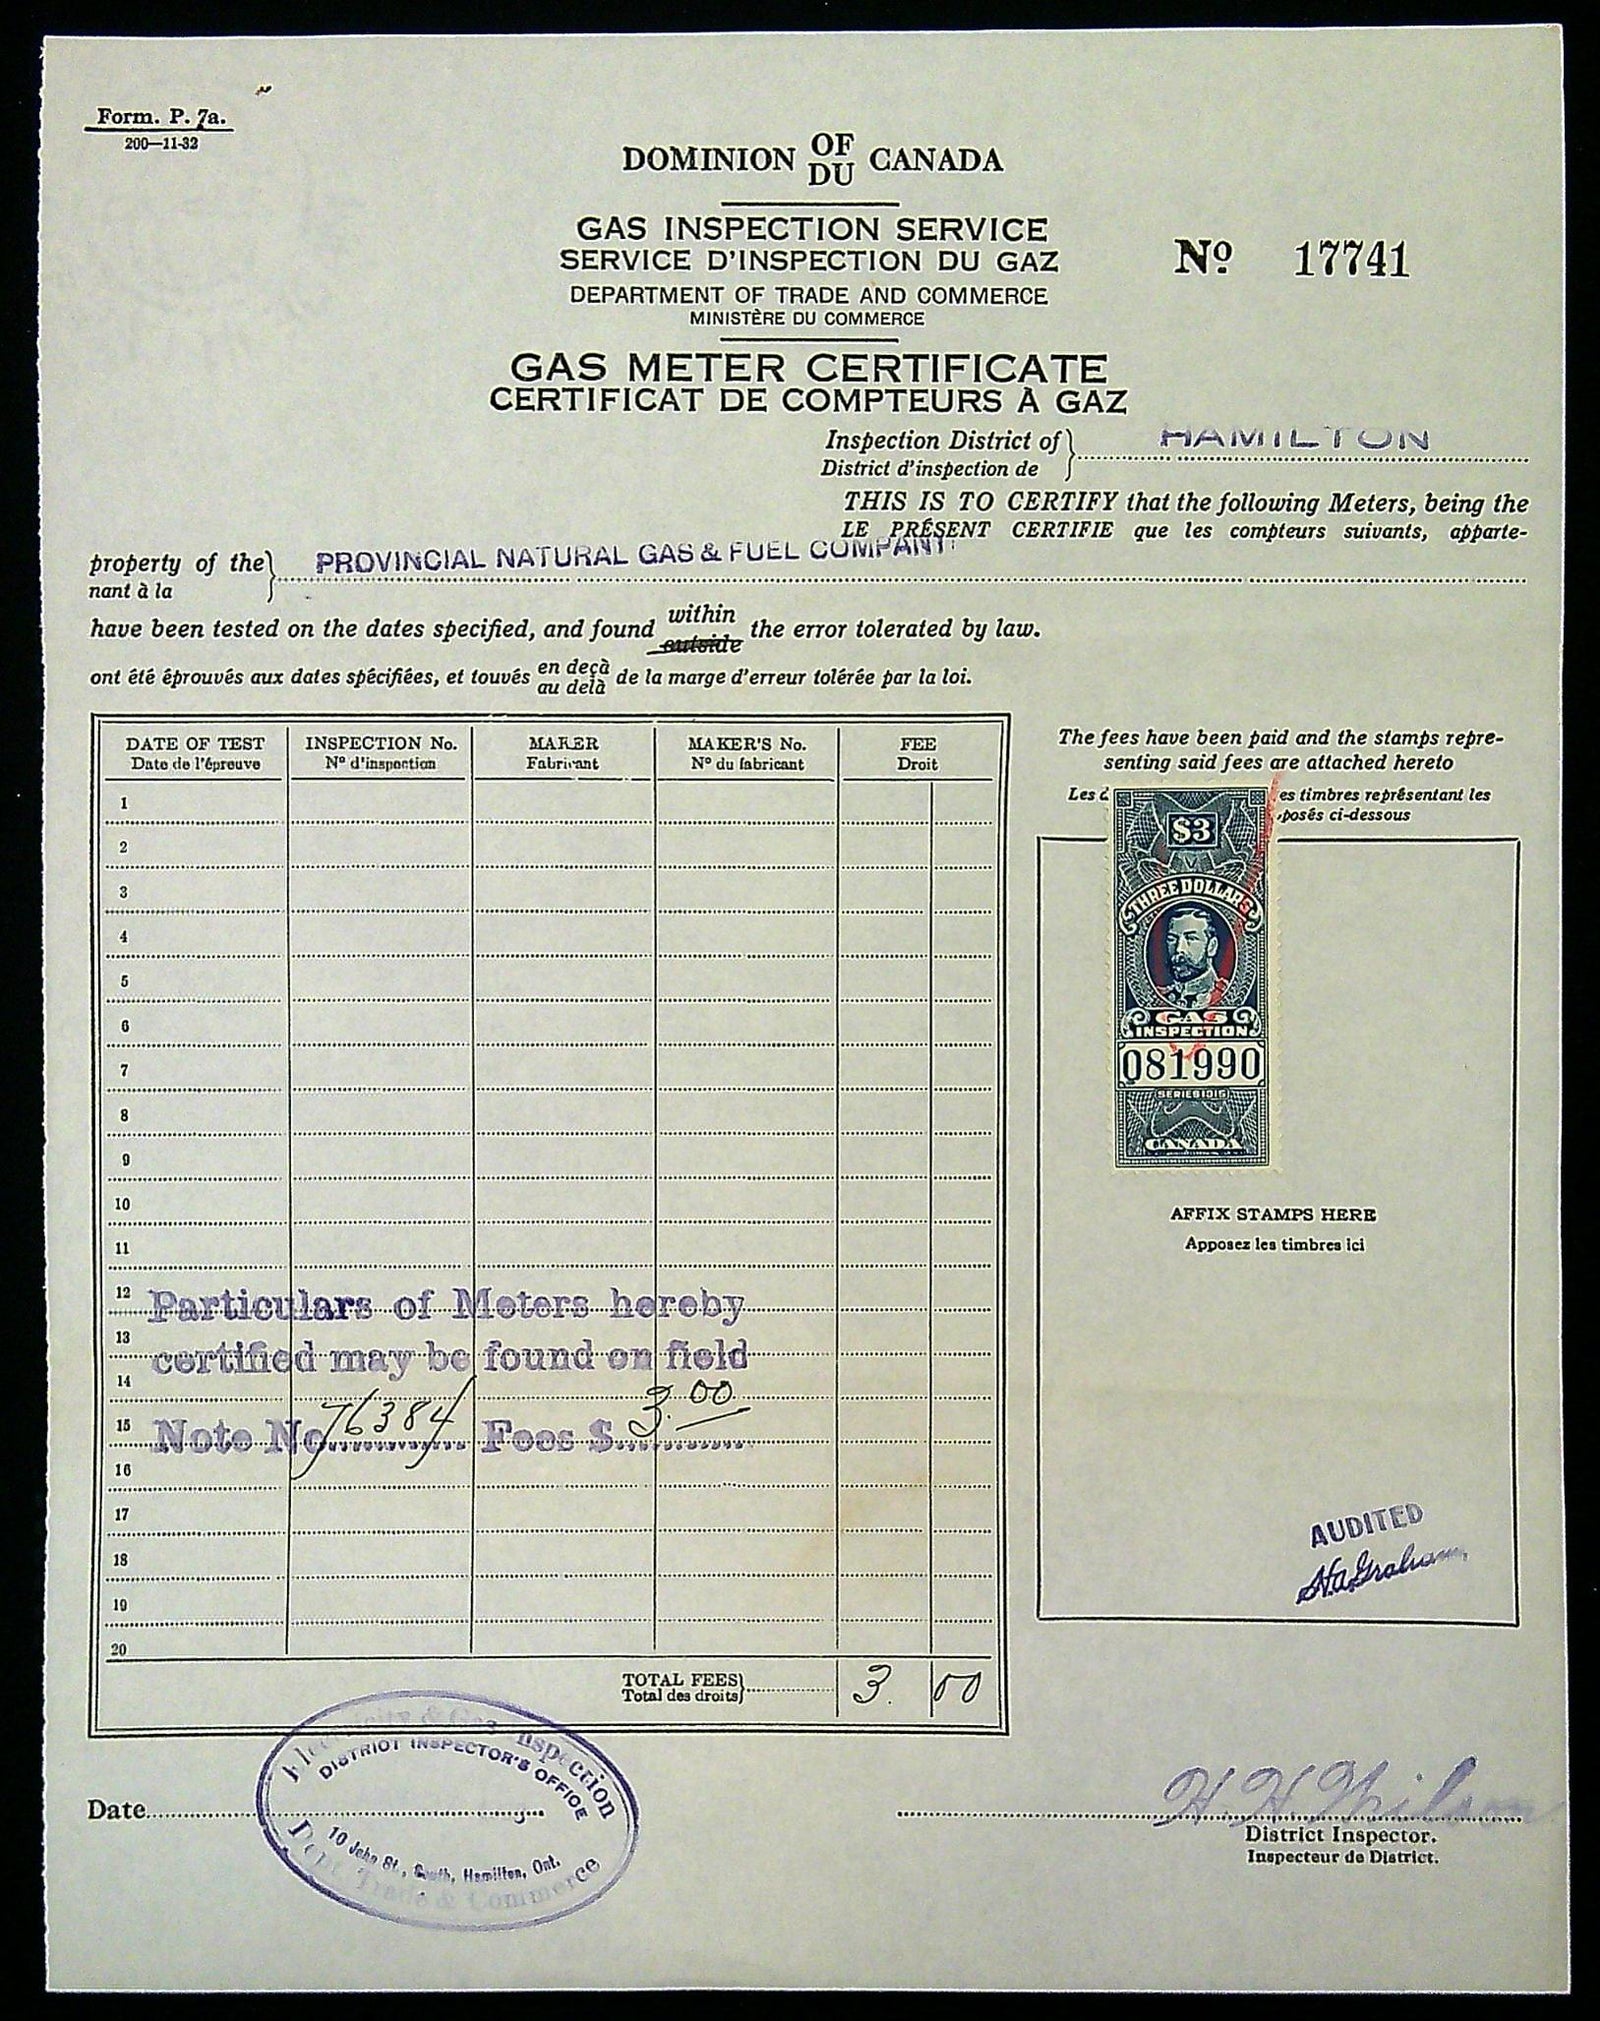 Form. P. 7a.
200—11-32
DOMINION OF DU CANADA
GAS INSPECTION SERVICE
SERVICE D'INSPECTION DU GAZ
DEPARTMENT OF TRADE AND COMMERCE
MINISTÈRE DU COMMERCE
No. 17741
GAS METER CERTIFICATE
CERTIFICAT DE COMPTEURS À GAZ
Inspection District of HAMILTON
District d'inspection de
THIS IS TO CERTIFY that the following Meters, being the
LE PRÉSENT CERTIFIE que les compteurs suivants, apparte-
property of the PROVINCIAL NATURAL GAS & FUEL COMPANY
nant à la
have been tested on the dates specified, and found within outside the error tolerated by law.
ont été éprouvés aux dates spécifiées, et touvés en deçà au delà de la marge d'erreur tolérée par la loi.
DATE OF TEST INSPECTION No. MAKER MAKER'S No. FEE
Date de l'épreuve N° d'inspection Fabricant N° du fabricant Droit
1
2
3
4
5
6
7
8
9
10
11
12
13
14
15
16
17
18
19
20
Particulars of Meters hereby
certified may be found on field
Note No 76384 Fees $ 3.00
TOTAL FEES 3.00
Total des droits
The fees have been paid and the stamps repre-
senting said fees are attached hereto
Les es timbres représentant les
posés ci-dessous
$3
THREE DOLLARS
GAS
INSPECTION
081990
SERIES 1915
CANADA
AFFIX STAMPS HERE
Apposez les timbres ici
AUDITED
H.A. Graham
Date
Electricity & Gas Inspection
DISTRICT INSPECTOR'S OFFICE
10 John St., South, Hamilton, Ont.
Dept. Trade & Commerce
H. H. Wilson
District Inspector.
Inspecteur de District.